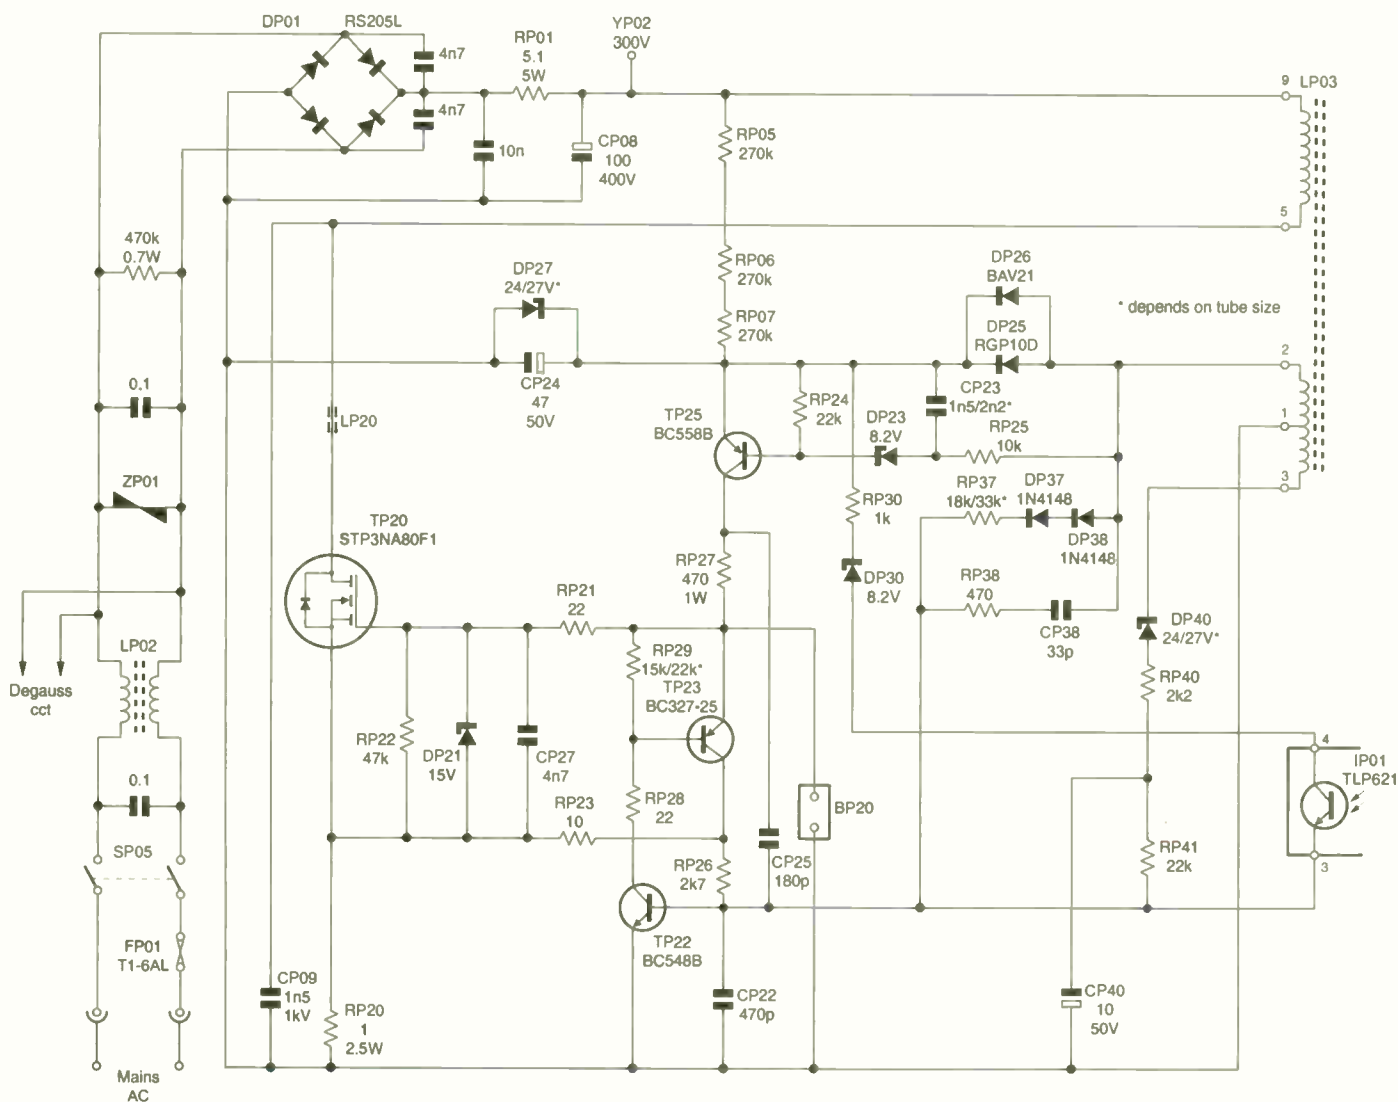 DP01 RS205L
4n7
4n7
RP01
5.1
5W
YP02
300V
10n
CP08
100
400V
RP05
270k
9
LP03
5
470k
0.7W
RP06
270k
DP27
24/27V*
DP26
BAV21
* depends on tube size
RP07
270k
DP25
RGP10D
2
0.1
CP24
47
50V
LP20
TP25
BC558B
RP24
22k
DP23
8.2V
CP23
1n5/2n2*
RP25
10k
1
3
ZP01
TP20
STP3NA80F1
RP30
1k
RP37
18k/33k*
DP37
1N4148
DP38
1N4148
RP27
470
1W
DP30
8.2V
RP38
470
CP38
33p
RP21
22
DP40
24/27V*
LP02
Degauss
cct
RP29
15k/22k*
TP23
BC327-25
RP40
2k2
RP22
47k
DP21
15V
CP27
4n7
4
IP01
TLP621
0.1
RP23
10
RP28
22
BP20
SP05
CP25
180p
RP26
2k7
RP41
22k
3
FP01
T1-6AL
TP22
BC548B
CP09
1n5
1kV
RP20
1
2.5W
CP22
470p
CP40
10
50V
Mains
AC